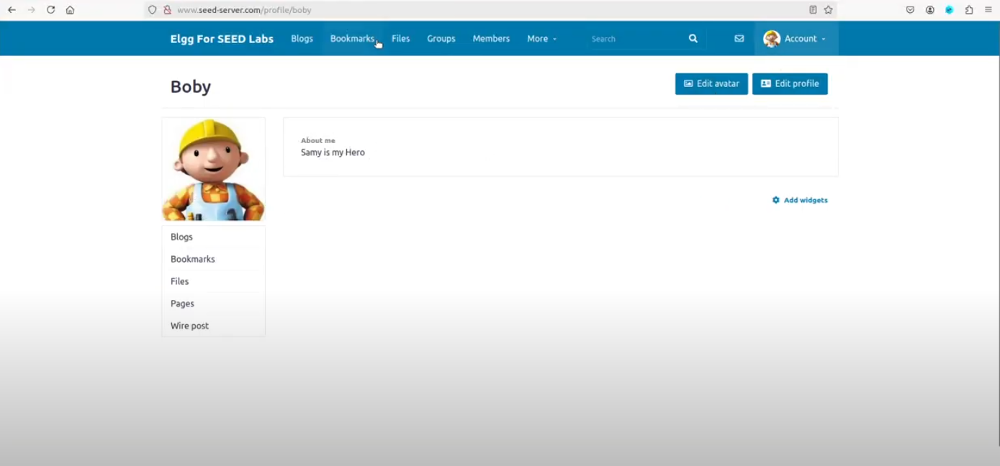 www.seed-server.com/profile/boby
Elgg For SEED Labs Blogs Bookmarks Files Groups Members More Search Account
Boby
Edit avatar Edit profile
About me
Samy is my Hero
Add widgets
Blogs
Bookmarks
Files
Pages
Wire post